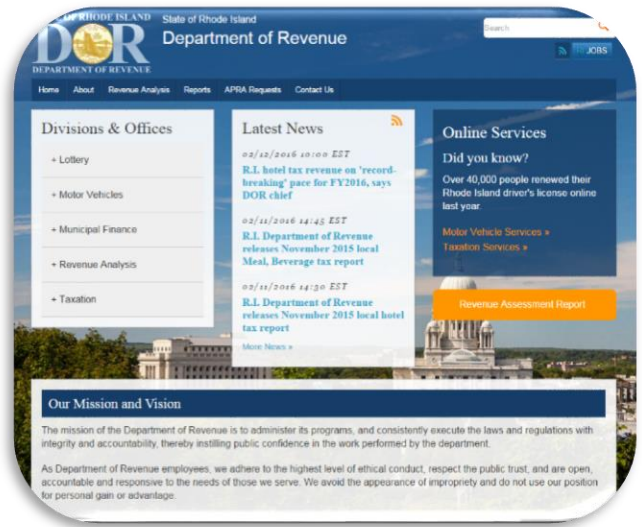 OF RHODE ISLAND
DOR
DEPARTMENT OF REVENUE
State of Rhode Island
Department of Revenue
Search
JOBS
Home About Revenue Analysis Reports APRA Requests Contact Us
Divisions & Offices
+ Lottery
+ Motor Vehicles
+ Municipal Finance
+ Revenue Analysis
+ Taxation
Latest News
02/12/2016 10:00 EST
R.I. hotel tax revenue on 'record-
breaking' pace for FY2016, says
DOR chief
02/11/2016 14:45 EST
R.I. Department of Revenue
releases November 2015 local
Meal, Beverage tax report
02/11/2016 14:30 EST
R.I. Department of Revenue
releases November 2015 local hotel
tax report
More News »
Online Services
Did you know?
Over 40,000 people renewed their
Rhode Island driver's license online
last year.
Motor Vehicle Services »
Taxation Services »
Revenue Assessment Report
Our Mission and Vision
The mission of the Department of Revenue is to administer its programs, and consistently execute the laws and regulations with
integrity and accountability, thereby instilling public confidence in the work performed by the department.
As Department of Revenue employees, we adhere to the highest level of ethical conduct, respect the public trust, and are open,
accountable and responsive to the needs of those we serve. We avoid the appearance of impropriety and do not use our position
for personal gain or advantage.